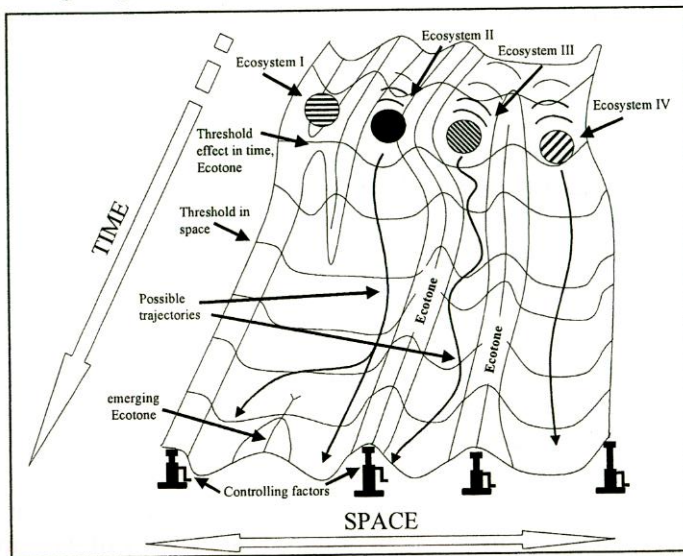 Ecosystem I
Ecosystem II
Ecosystem III
Ecosystem IV
Threshold
effect in time,
Ecotone
Threshold in
space
TIME
Possible
trajectories
Ecotone
Ecotone
emerging
Ecotone
Controlling factors
SPACE